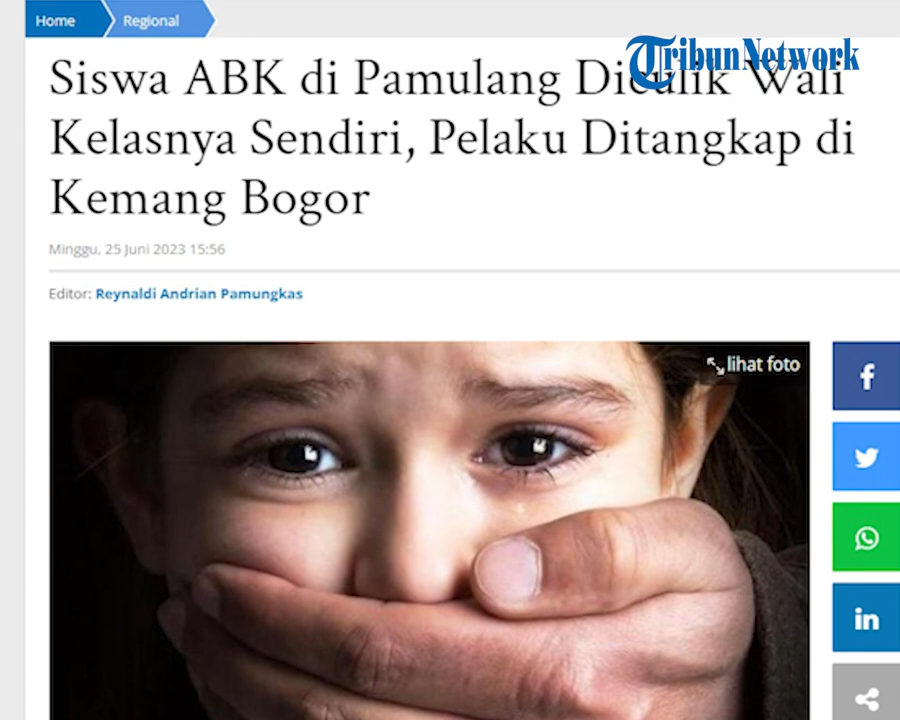 Home Regional
TribunNetwork
Siswa ABK di Pamulang Diculik Wali
Kelasnya Sendiri, Pelaku Ditangkap di
Kemang Bogor
Minggu, 25 Juni 2023 15:56
Editor: Reynaldi Andrian Pamungkas
lihat foto
f
in